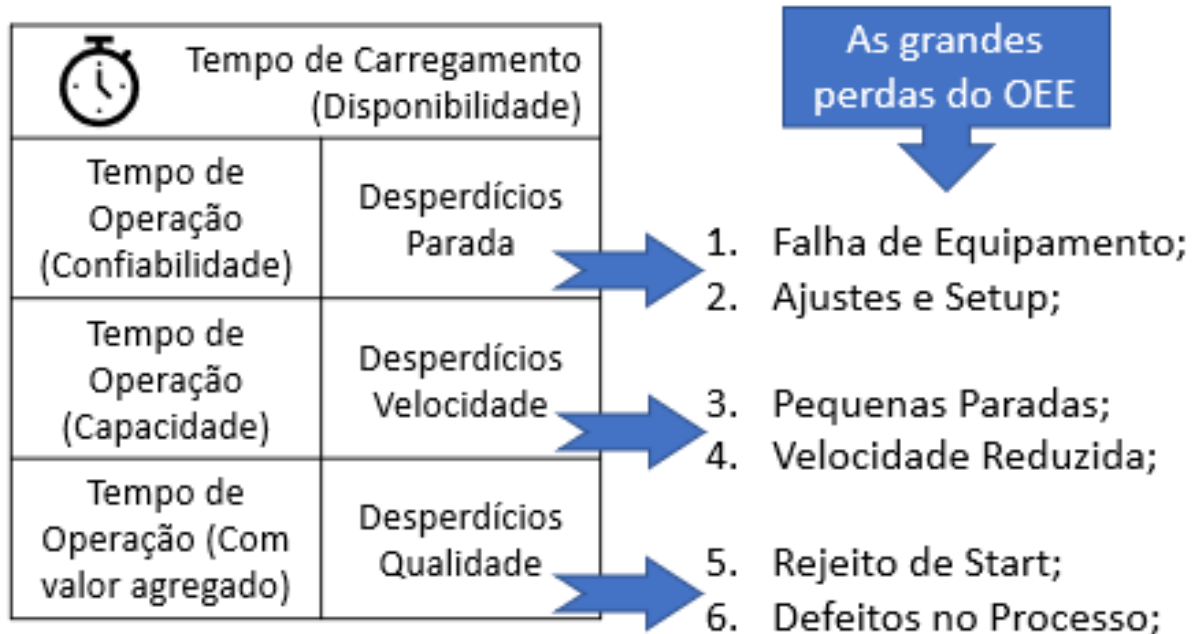 Tempo de Carregamento
(Disponibilidade)
Tempo de
Operação
(Confiabilidade)
Desperdícios
Parada
Tempo de
Operação
(Capacidade)
Desperdícios
Velocidade
Tempo de
Operação (Com
valor agregado)
Desperdícios
Qualidade
As grandes
perdas do OEE
1. Falha de Equipamento;
2. Ajustes e Setup;
3. Pequenas Paradas;
4. Velocidade Reduzida;
5. Rejeito de Start;
6. Defeitos no Processo;